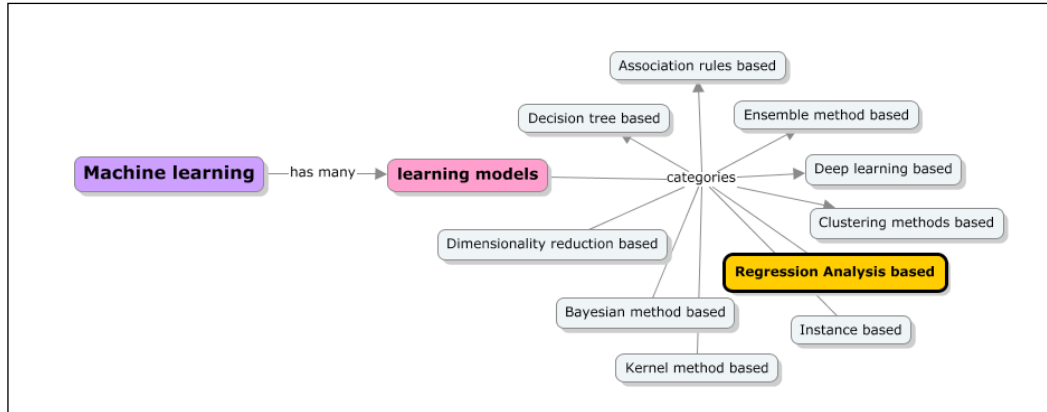 Association rules based
Decision tree based
Ensemble method based
Machine learning
has many
learning models
categories
Deep learning based
Clustering methods based
Dimensionality reduction based
Regression Analysis based
Bayesian method based
Instance based
Kernel method based